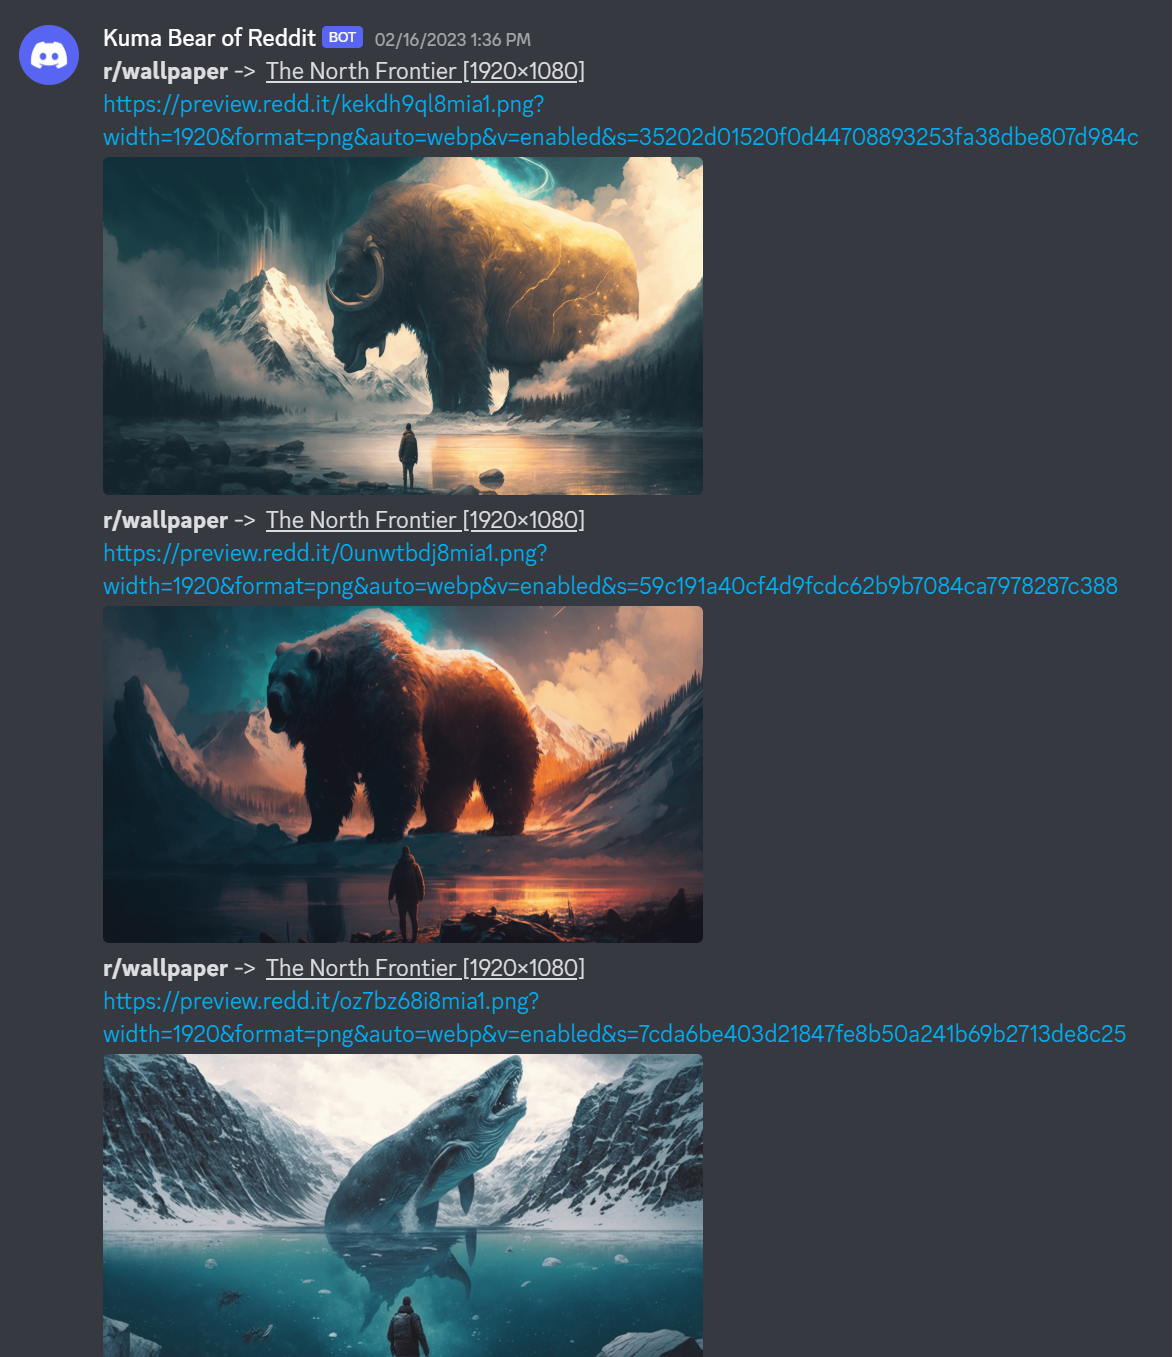 Kuma Bear of Reddit BOT 02/16/2023 1:36 PM
r/wallpaper -> The North Frontier [1920×1080]
https://preview.redd.it/kekdh9ql8mia1.png?
width=1920&format=png&auto=webp&v=enabled&s=35202d01520f0d44708893253fa38dbe807d984c
r/wallpaper -> The North Frontier [1920×1080]
https://preview.redd.it/0unwtbdj8mia1.png?
width=1920&format=png&auto=webp&v=enabled&s=59c191a40cf4d9fcdc62b9b7084ca7978287c388
r/wallpaper -> The North Frontier [1920×1080]
https://preview.redd.it/oz7bz68i8mia1.png?
width=1920&format=png&auto=webp&v=enabled&s=7cda6be403d21847fe8b50a241b69b2713de8c25